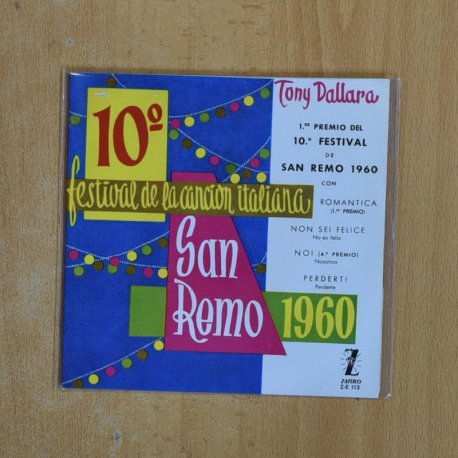 10º
festival de la canción italiana
San
Remo
1960
Tony Dallara
1.er PREMIO DEL
10.º FESTIVAL
DE
SAN REMO 1960
CON
ROMANTICA
(1.er PREMIO)
NON SEI FELICE
No es feliz
NOI (4.º PREMIO)
Nosotros
PERDERTI
Perderte
Z
ZAFIRO
Z-E 113